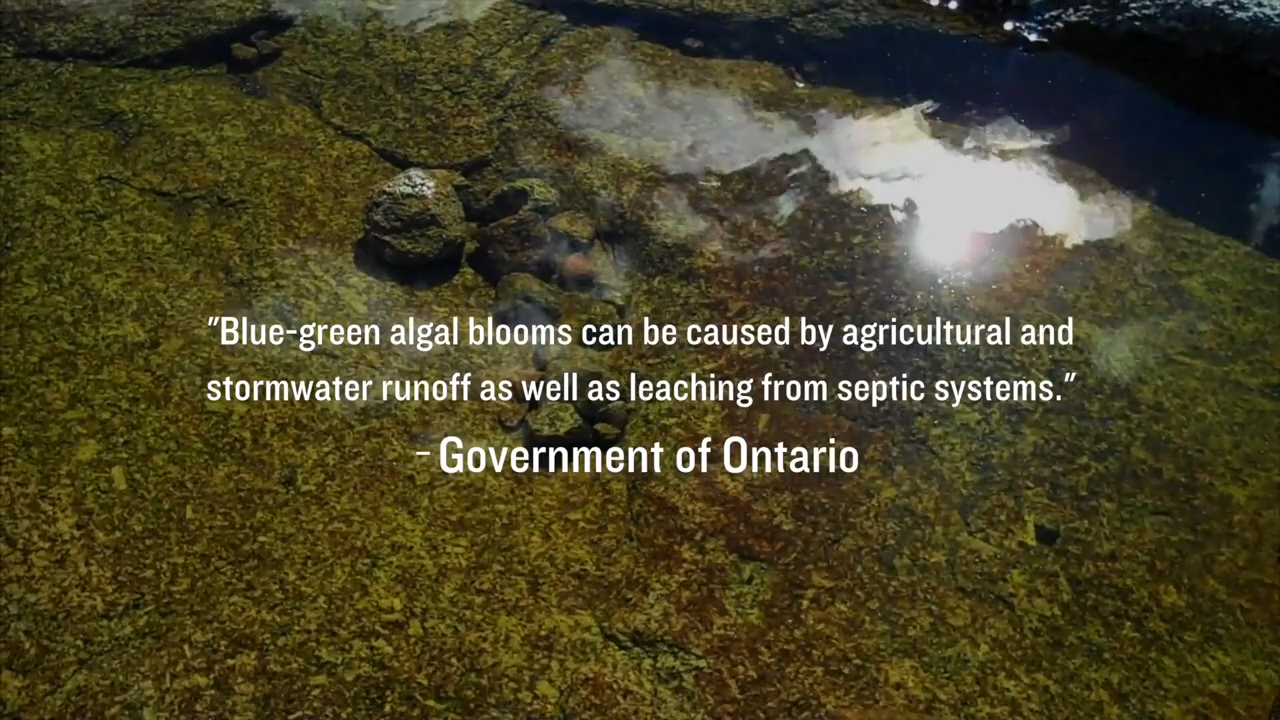 "Blue-green algal blooms can be caused by agricultural and
stormwater runoff as well as leaching from septic systems."
- Government of Ontario